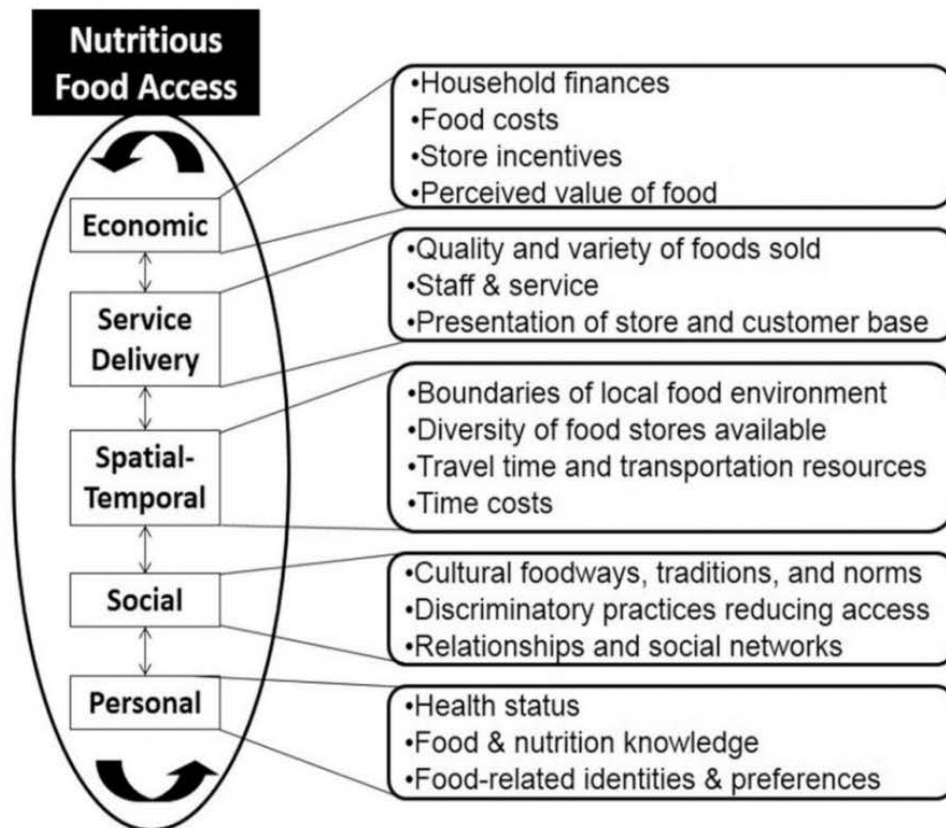 Nutritious
Food Access
Economic
•Household finances
•Food costs
•Store incentives
•Perceived value of food
Service
Delivery
•Quality and variety of foods sold
•Staff & service
•Presentation of store and customer base
Spatial-
Temporal
•Boundaries of local food environment
•Diversity of food stores available
•Travel time and transportation resources
•Time costs
Social
•Cultural foodways, traditions, and norms
•Discriminatory practices reducing access
•Relationships and social networks
Personal
•Health status
•Food & nutrition knowledge
•Food-related identities & preferences